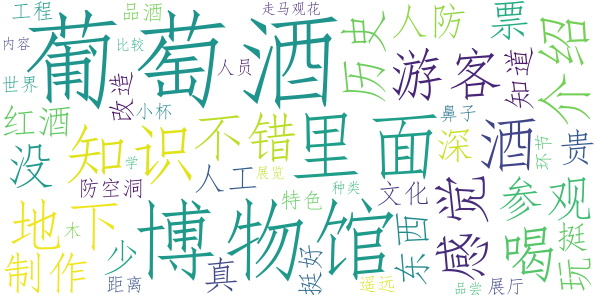 工程
品酒
走马观花
人防
票
内容
比较
葡萄酒
历史
介绍
世界
改造
人员
游客
知道
红酒
小杯
鼻子
没
知识
不错
里面
深
酒
环节
贵
学
展览
防空洞
人工
特色
种类
文化
感觉
参观
地下
木
博物馆
东西
喝
玩
挺
制作
少
距离
真
挺好
遥远
品尝
展厅